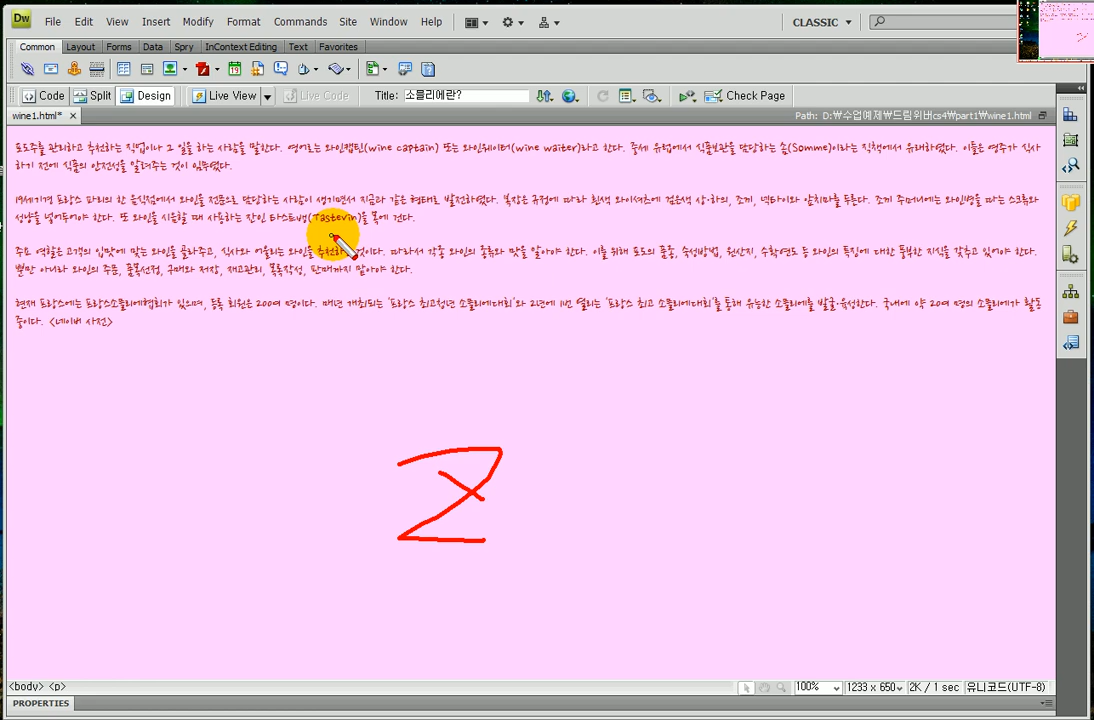 Dw File Edit View Insert Modify Format Commands Site Window Help CLASSIC
Common Layout Forms Data Spry InContext Editing Text Favorites
Code Split Design Live View Live Code Title: 소믈리에란? Check Page
wine1.html* Path: D:₩수업예제₩드림위버cs4₩part1₩wine1.html
포도주를 관리하고 추천하는 직업이나 그 일을 하는 사람을 말한다. 영어로는 와인캡틴(wine captain) 또는 와인웨이터(wine waiter)라고 한다. 중세 유럽에서 식품보관을 담당하는 솜(Somme)이라는 직책에서 유래하였다. 이들은 영주가 식사
하기 전에 식품의 안전성을 알려주는 것이 임무였다.
19세기경 프랑스 파리의 한 음식점에서 와인을 전문으로 담당하는 사람이 생기면서 지금과 같은 형태로 발전하였다. 복장은 규정에 따라 흰색 와이셔츠에 검은색 상·하의, 조끼, 넥타이와 앞치마를 두른다. 조끼 주머니에는 와인병을 따는 스크류와
성냥을 넣어두어야 한다. 또 와인을 시음할 때 사용하는 잔인 타스트뱅(Tastevin)을 목에 건다.
주요 역할은 고객의 입맛에 맞는 와인을 골라주고, 식사와 어울리는 와인을 추천하는 것이다. 따라서 각종 와인의 종류와 맛을 알아야 한다. 이를 위해 포도의 품종, 숙성방법, 원산지, 수확연도 등 와인의 특징에 대한 풍부한 지식을 갖추고 있어야 한다.
뿐만 아니라 와인의 주문, 품목선정, 구매와 저장, 재고관리, 목록작성, 판매까지 맡아야 한다.
현재 프랑스에는 프랑스소믈리에협회가 있으며, 등록 회원은 200여 명이다. 매년 개최되는 '프랑스 최고청년 소믈리에대회'와 2년에 1번 열리는 '프랑스 최고 소믈리에대회'를 통해 유능한 소믈리에를 발굴·육성한다. 국내에 약 20여 명의 소믈리에가 활동
중이다. <네이버 사전>
Z
<body> <p> 100% 1233 x 650 2K / 1 sec 유니코드(UTF-8)
PROPERTIES